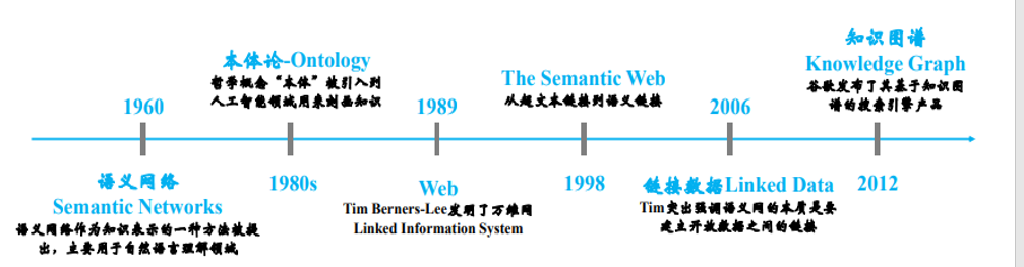 1960
语义网络
Semantic Networks
语义网络作为知识表示的一种方法被提
出，主要用于自然语言理解领域
本体论-Ontology
哲学概念“本体”被引入到
人工智能领域用来刻画知识
1980s
1989
Web
Tim Berners-Lee发明了万维网
Linked Information System
The Semantic Web
从超文本链接到语义链接
1998
2006
链接数据Linked Data
Tim突出强调语义网的本质是要
建立开放数据之间的链接
知识图谱
Knowledge Graph
谷歌发布了其基于知识图
谱的搜索引擎产品
2012